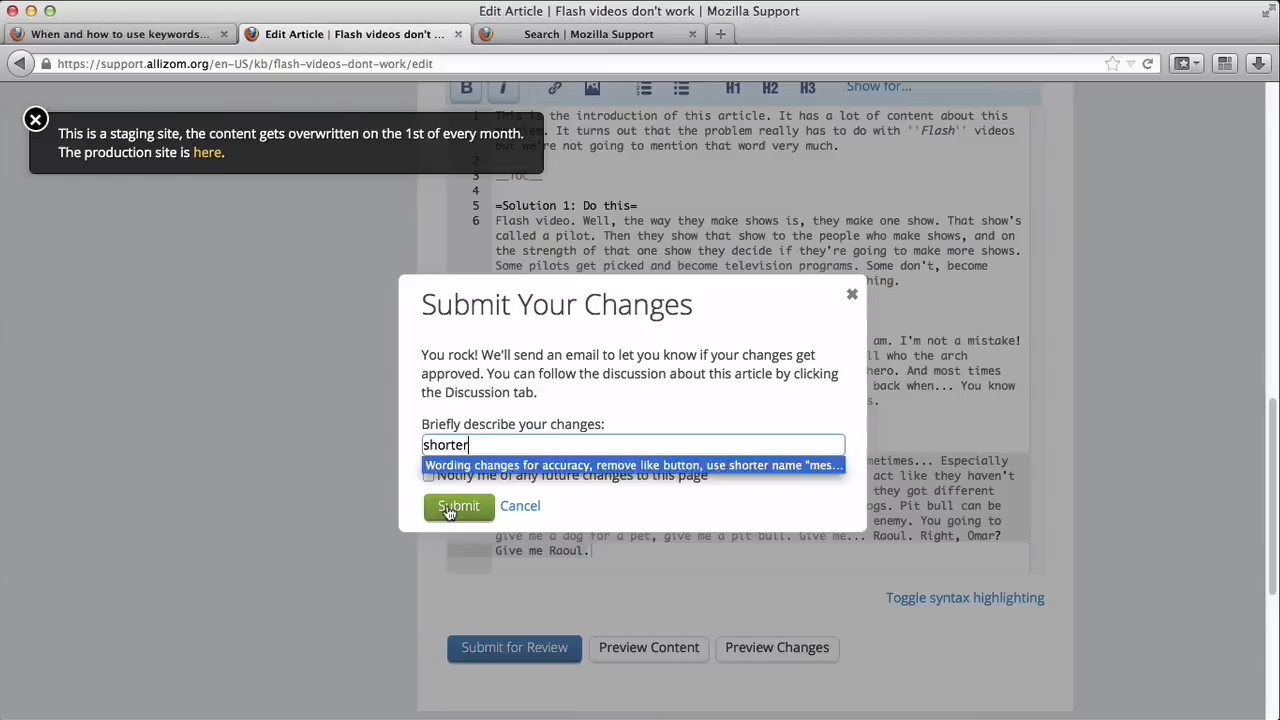 Edit Article | Flash videos don't work | Mozilla Support
When and how to use keywords...
Edit Article | Flash videos don't ...
Search | Mozilla Support
https://support.allizom.org/en-US/kb/flash-videos-dont-work/edit
B I H1 H2 H3 Show for...
This is a staging site, the content gets overwritten on the 1st of every month.
The production site is here.
1 This is the introduction of this article. It has a lot of content about this
It turns out that the problem really has to do with ''Flash'' videos
but we're not going to mention that word very much.
2
3 __TOC__
4
5 =Solution 1: Do this=
6 Flash video. Well, the way they make shows is, they make one show. That show's
called a pilot. Then they show that show to the people who make shows, and on
the strength of that one show they decide if they're going to make more shows.
Some pilots get picked and become television programs. Some don't, become
hing.
am. I'm not a mistake!
ll who the arch
hero. And most times
back when... You know
s.
Submit Your Changes
You rock! We'll send an email to let you know if your changes get
approved. You can follow the discussion about this article by clicking
the Discussion tab.
Briefly describe your changes:
shorter
Wording changes for accuracy, remove like button, use shorter name "mes...
Notify me of any future changes to this page
Submit Cancel
metimes... Especially
act like they haven't
they got different
ogs. Pit bull can be
enemy. You going to
give me a dog for a pet, give me a pit bull. Give me... Raoul. Right, Omar?
Give me Raoul.
Toggle syntax highlighting
Submit for Review Preview Content Preview Changes